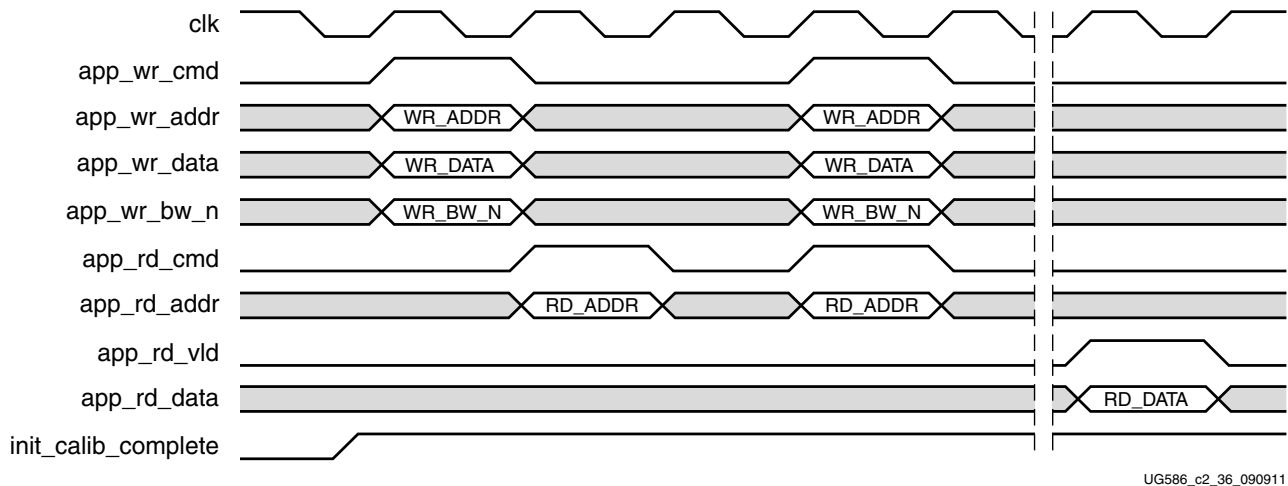 clk
app_wr_cmd
app_wr_addr WR_ADDR WR_ADDR
app_wr_data WR_DATA WR_DATA
app_wr_bw_n WR_BW_N WR_BW_N
app_rd_cmd
app_rd_addr RD_ADDR RD_ADDR
app_rd_vld
app_rd_data RD_DATA
init_calib_complete
UG586_c2_36_090911